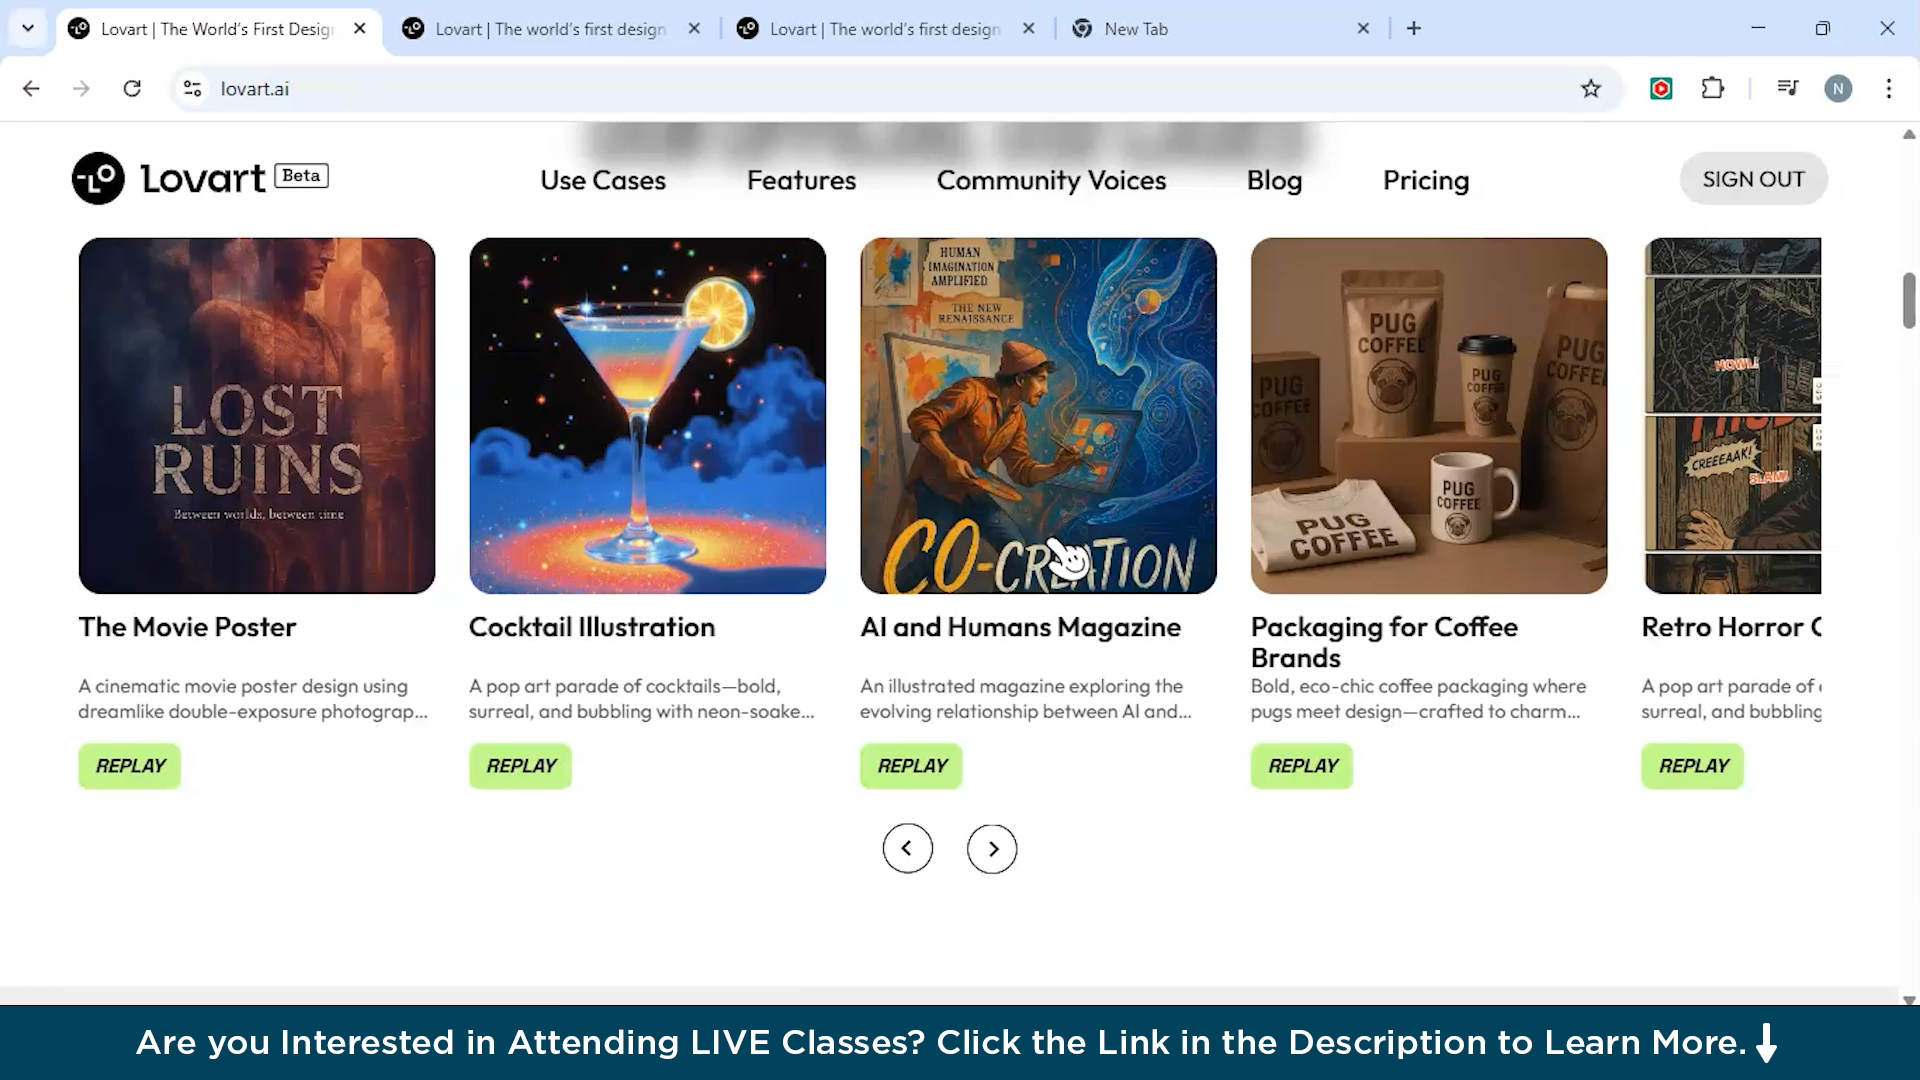 Lovart | The World's First Desig
Lovart | The world's first design
Lovart | The world's first design
New Tab
lovart.ai
N
Lovart Beta
Use Cases
Features
Community Voices
Blog
Pricing
SIGN OUT
LOST
RUINS
Between worlds, between time
HUMAN
IMAGINATION
AMPLIFIED
THE NEW
RENAISSANCE
CO-CREATION
PUG
COFFEE
PUG
COFFEE
PUG
COFFEE
PUG
COFFEE
PUG
COFFEE
PUG
COFFEE
HOWL!
CREEEAAK!
SLAM!
The Movie Poster
Cocktail Illustration
AI and Humans Magazine
Packaging for Coffee
Brands
Retro Horror C
A cinematic movie poster design using
dreamlike double-exposure photograp...
A pop art parade of cocktails—bold,
surreal, and bubbling with neon-soake...
An illustrated magazine exploring the
evolving relationship between AI and...
Bold, eco-chic coffee packaging where
pugs meet design—crafted to charm...
A pop art parade of
surreal, and bubbling
REPLAY
REPLAY
REPLAY
REPLAY
REPLAY
Are you Interested in Attending LIVE Classes? Click the Link in the Description to Learn More.